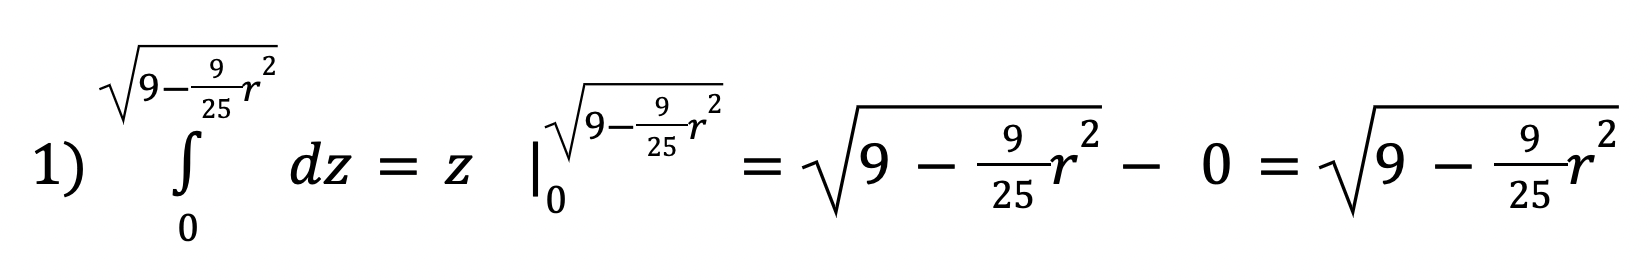 1) ∫₀^{√(9−(9/25)r²)} dz = z |₀^{√(9−(9/25)r²)} = √(9 − (9/25)r²) − 0 = √(9 − (9/25)r²)